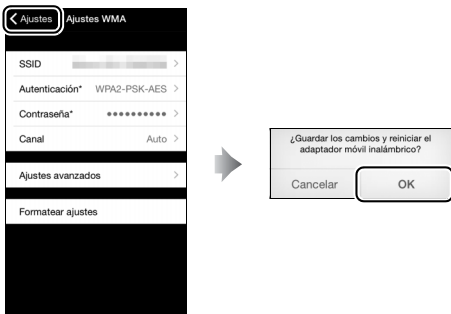 Ajustes Ajustes WMA
SSID
Autenticación* WPA2-PSK-AES
Contraseña* ••••••••••
Canal Auto
Ajustes avanzados
Formatear ajustes
¿Guardar los cambios y reiniciar el
adaptador móvil inalámbrico?
Cancelar OK